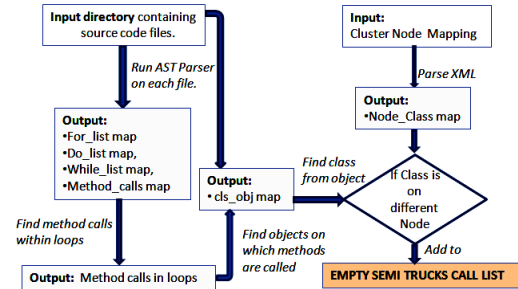 Input directory containing
source code files.
Run AST Parser
on each file.
Output:
•For_list map
•Do_list map,
•While_list map,
•Method_calls map
Find method calls
within loops
Output: Method calls in loops
Output:
• cls_obj map
Find objects on
which methods
are called
Find class
from object
Input:
Cluster Node Mapping
Parse XML
Output:
•Node_Class map
If Class is
on
different
Node
Add to
EMPTY SEMI TRUCKS CALL LIST